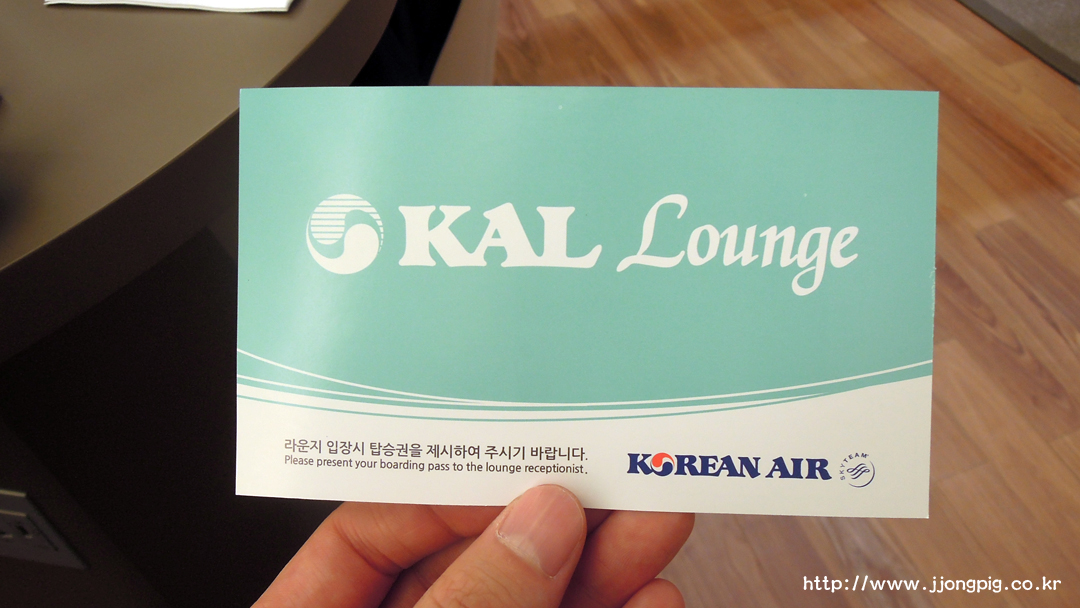 KAL Lounge
라운지 입장시 탑승권을 제시하여 주시기 바랍니다.
Please present your boarding pass to the lounge receptionist.
KOREAN AIR
SKYTEAM
http://www.jjongpig.co.kr